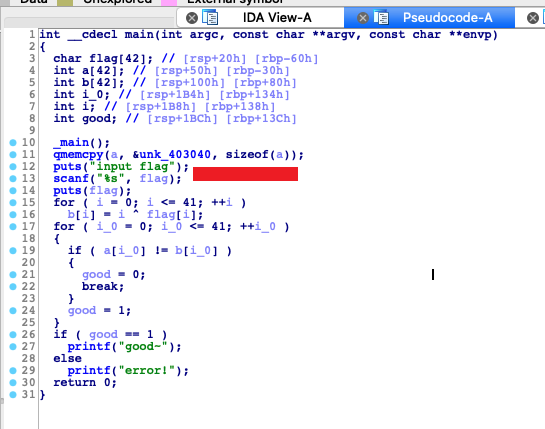 Data Unexplored External symbol
IDA View-A Pseudocode-A
1 int __cdecl main(int argc, const char **argv, const char **envp)
2 {
3 char flag[42]; // [rsp+20h] [rbp-60h]
4 int a[42]; // [rsp+50h] [rbp-30h]
5 int b[42]; // [rsp+100h] [rbp+80h]
6 int i_0; // [rsp+1B4h] [rbp+134h]
7 int i; // [rsp+1B8h] [rbp+138h]
8 int good; // [rsp+1BCh] [rbp+13Ch]
9
10 _main();
11 qmemcpy(a, &unk_403040, sizeof(a));
12 puts("input flag");
13 scanf("%s", flag);
14 puts(flag);
15 for ( i = 0; i <= 41; ++i )
16 b[i] = i ^ flag[i];
17 for ( i_0 = 0; i_0 <= 41; ++i_0 )
18 {
19 if ( a[i_0] != b[i_0] )
20 {
21 good = 0;
22 break;
23 }
24 good = 1;
25 }
26 if ( good == 1 )
27 printf("good~");
28 else
29 printf("error!");
30 return 0;
31 }